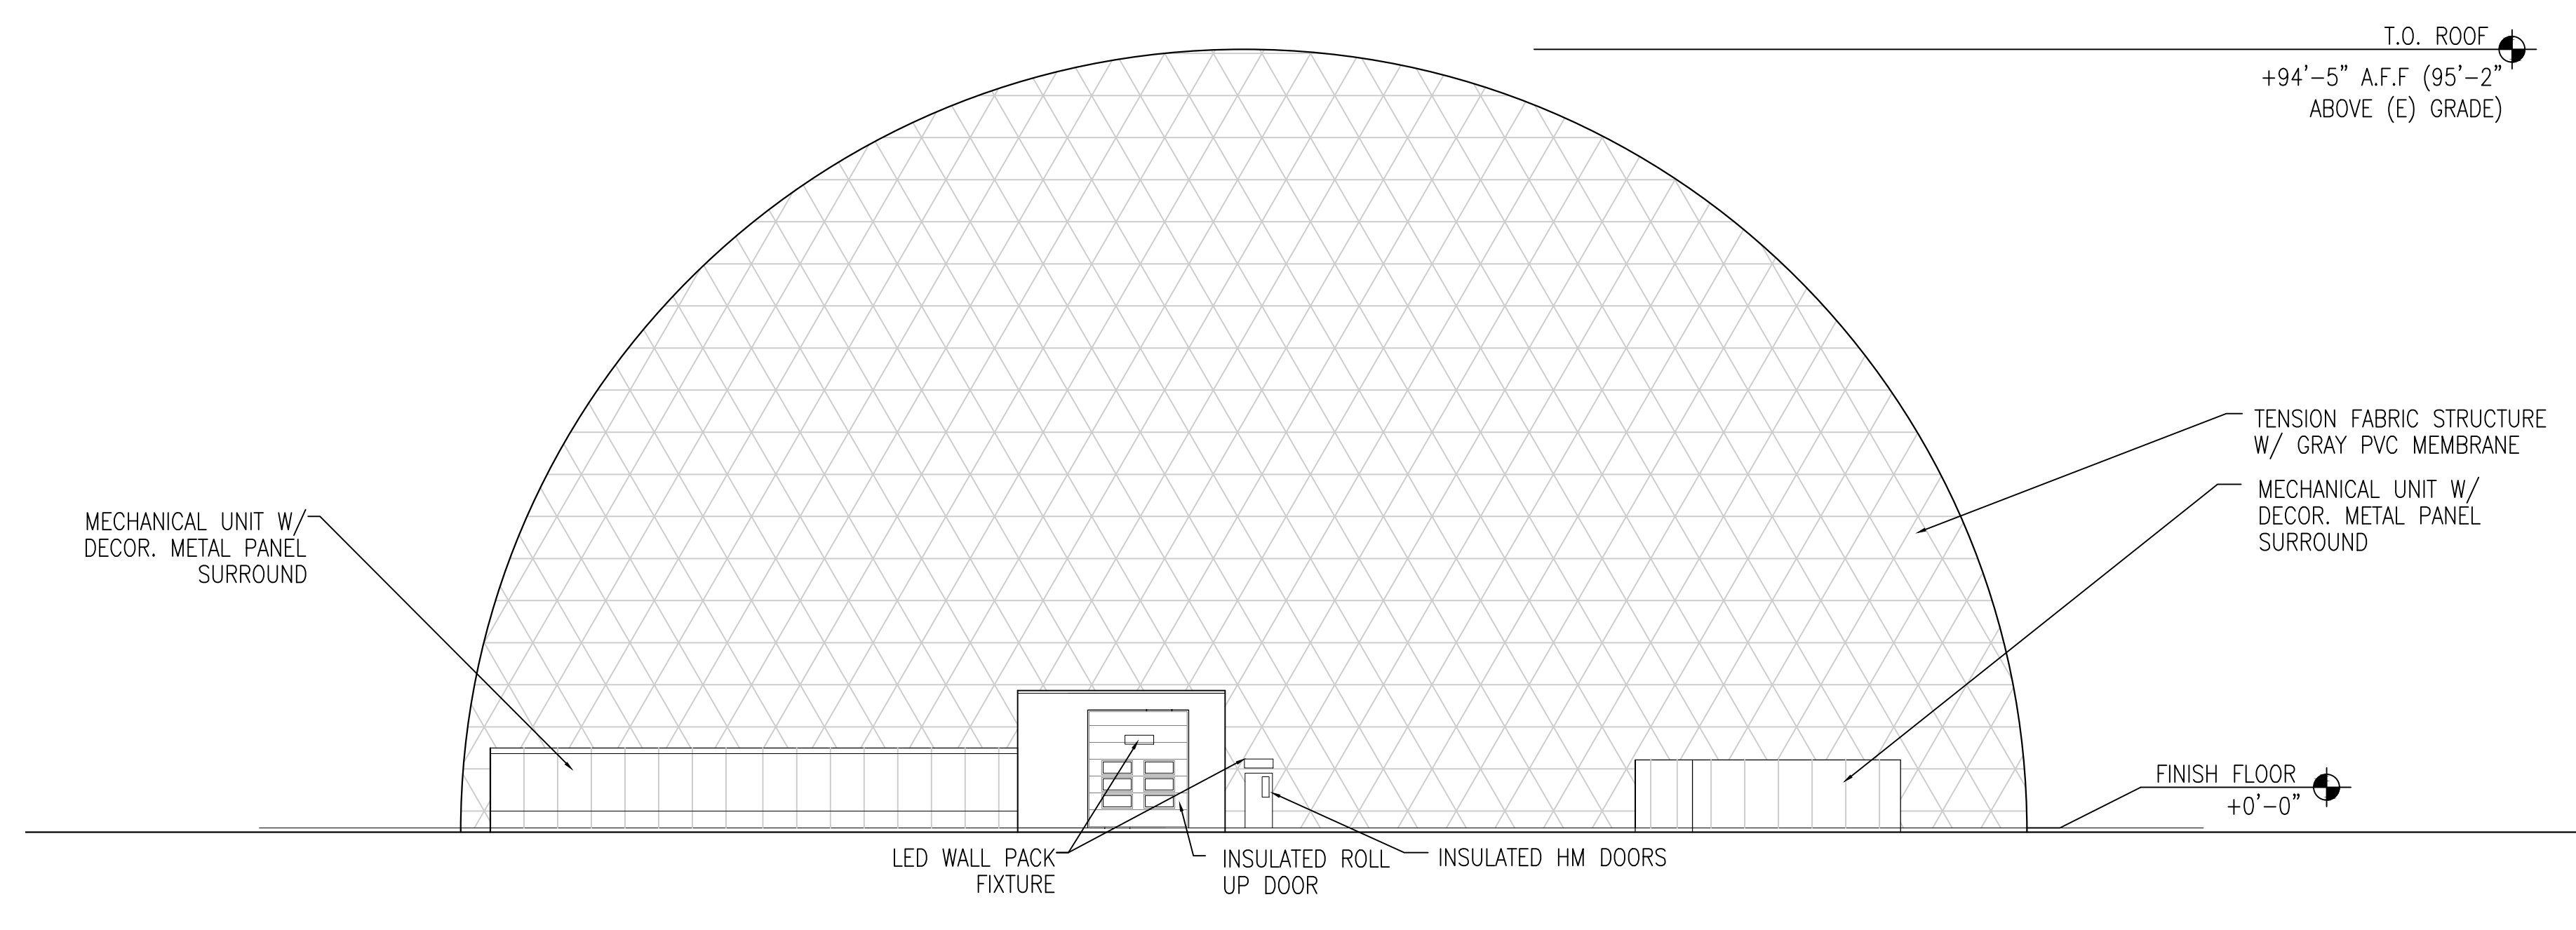 T.O. ROOF
+94'-5" A.F.F (95'-2"
ABOVE (E) GRADE)
TENSION FABRIC STRUCTURE
W/ GRAY PVC MEMBRANE
MECHANICAL UNIT W/
DECOR. METAL PANEL
SURROUND
MECHANICAL UNIT W/
DECOR. METAL PANEL
SURROUND
FINISH FLOOR
+0'-0"
LED WALL PACK
FIXTURE
INSULATED ROLL
UP DOOR
INSULATED HM DOORS